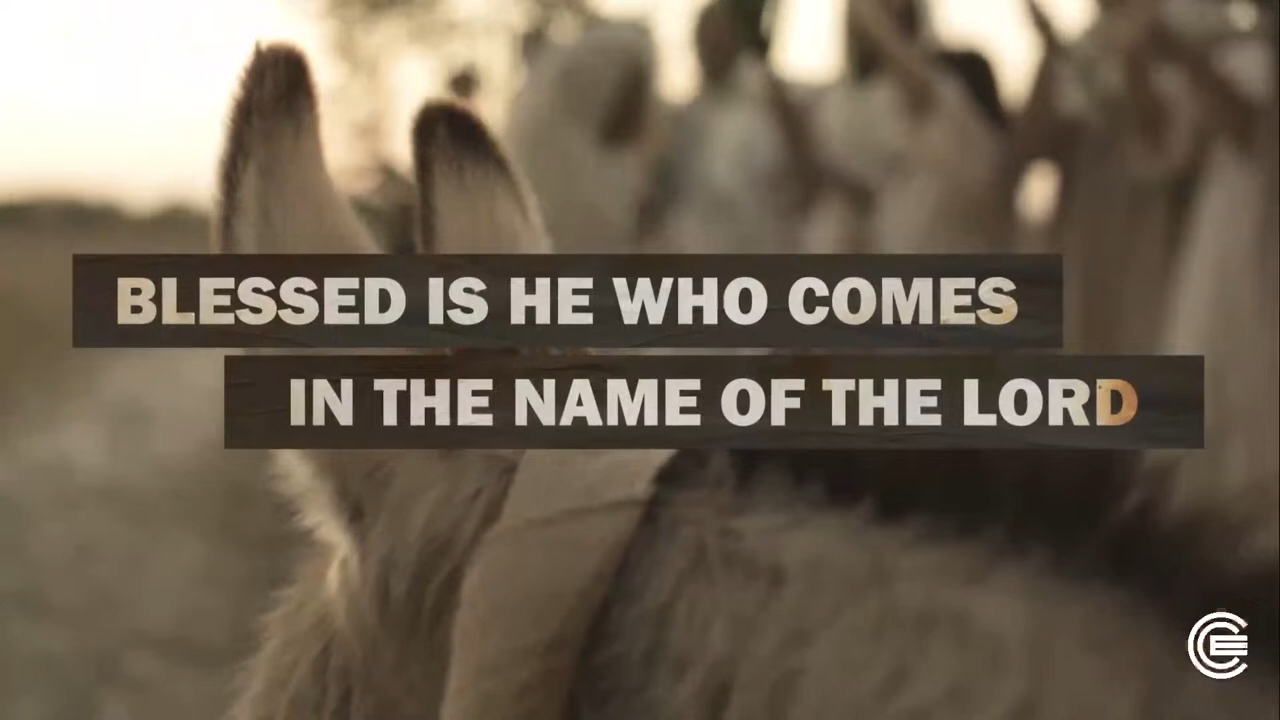 BLESSED IS HE WHO COMES
IN THE NAME OF THE LORD